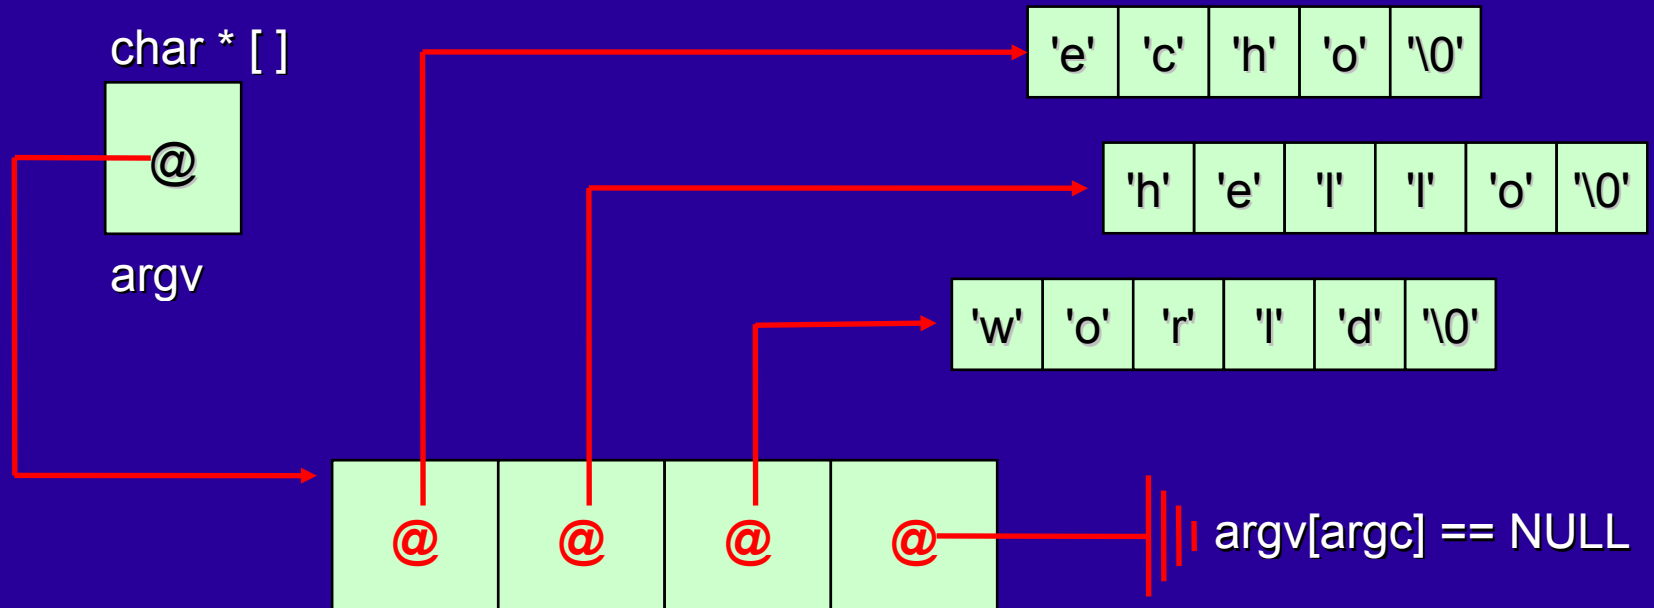 char * [ ]
@
argv
'e' 'c' 'h' 'o' '\0'
'h' 'e' 'l' 'l' 'o' '\0'
'w' 'o' 'r' 'l' 'd' '\0'
@ @ @ @
argv[argc] == NULL